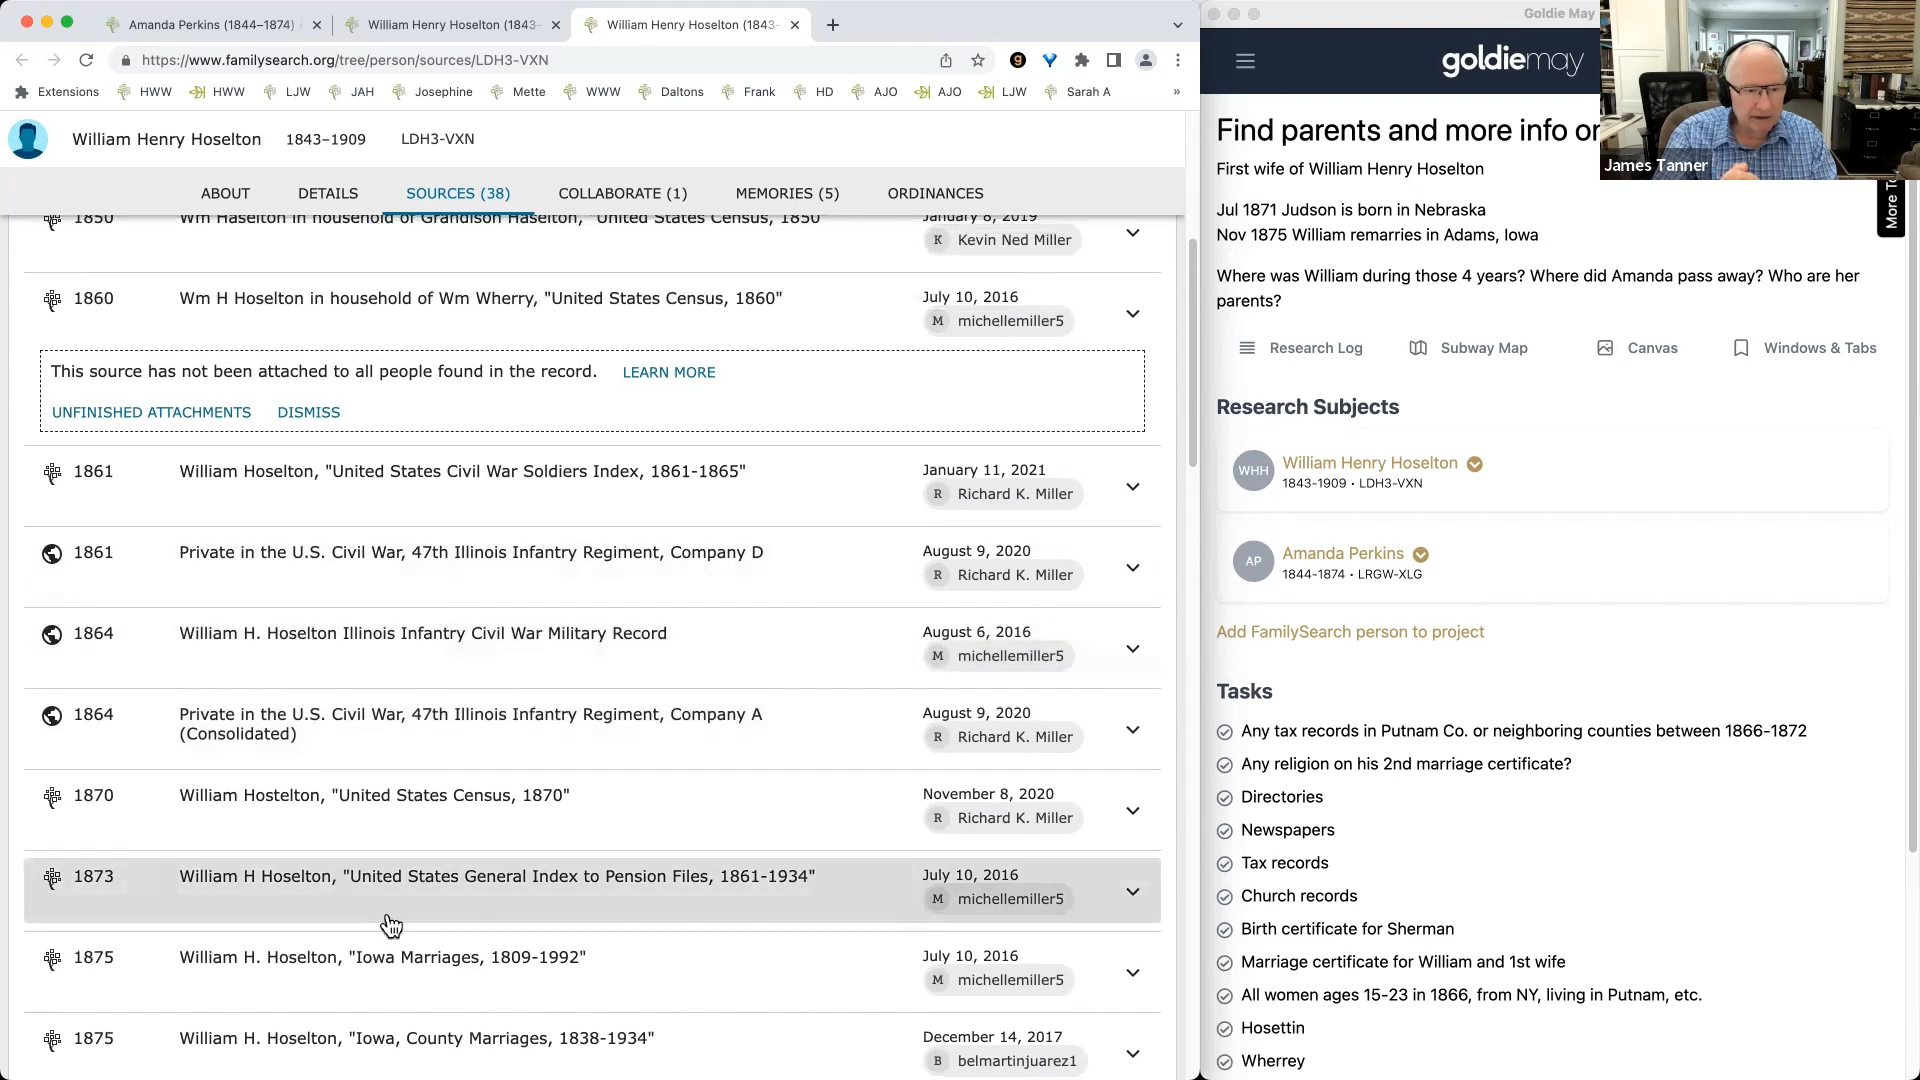 Amanda Perkins (1844–1874)
William Henry Hoselton (1843-
William Henry Hoselton (1843-
https://www.familysearch.org/tree/person/sources/LDH3-VXN
g
Extensions HWW HWW LJW JAH Josephine Mette WWW Daltons Frank HD AJO AJO LJW Sarah A »
William Henry Hoselton 1843–1909 LDH3-VXN
ABOUT DETAILS SOURCES (38) COLLABORATE (1) MEMORIES (5) ORDINANCES
1850 Wm Haselton in household of Grandison Haselton, "United States Census, 1850" January 8, 2019
K Kevin Ned Miller
1860 Wm H Hoselton in household of Wm Wherry, "United States Census, 1860" July 10, 2016
M michellemiller5
This source has not been attached to all people found in the record. LEARN MORE
UNFINISHED ATTACHMENTS DISMISS
1861 William Hoselton, "United States Civil War Soldiers Index, 1861-1865" January 11, 2021
R Richard K. Miller
1861 Private in the U.S. Civil War, 47th Illinois Infantry Regiment, Company D August 9, 2020
R Richard K. Miller
1864 William H. Hoselton Illinois Infantry Civil War Military Record August 6, 2016
M michellemiller5
1864 Private in the U.S. Civil War, 47th Illinois Infantry Regiment, Company A August 9, 2020
(Consolidated)
R Richard K. Miller
1870 William Hostelton, "United States Census, 1870" November 8, 2020
R Richard K. Miller
1873 William H Hoselton, "United States General Index to Pension Files, 1861-1934" July 10, 2016
M michellemiller5
1875 William H. Hoselton, "Iowa Marriages, 1809-1992" July 10, 2016
M michellemiller5
1875 William H. Hoselton, "Iowa, County Marriages, 1838-1934" December 14, 2017
B belmartinjuarez1
Goldie May
goldiemay
James Tanner
More To
Find parents and more info or
First wife of William Henry Hoselton
Jul 1871 Judson is born in Nebraska
Nov 1875 William remarries in Adams, Iowa
Where was William during those 4 years? Where did Amanda pass away? Who are her
parents?
Research Log Subway Map Canvas Windows & Tabs
Research Subjects
WHH William Henry Hoselton
1843-1909 • LDH3-VXN
AP Amanda Perkins
1844-1874 • LRGW-XLG
Add FamilySearch person to project
Tasks
Any tax records in Putnam Co. or neighboring counties between 1866-1872
Any religion on his 2nd marriage certificate?
Directories
Newspapers
Tax records
Church records
Birth certificate for Sherman
Marriage certificate for William and 1st wife
All women ages 15-23 in 1866, from NY, living in Putnam, etc.
Hosettin
Wherrey